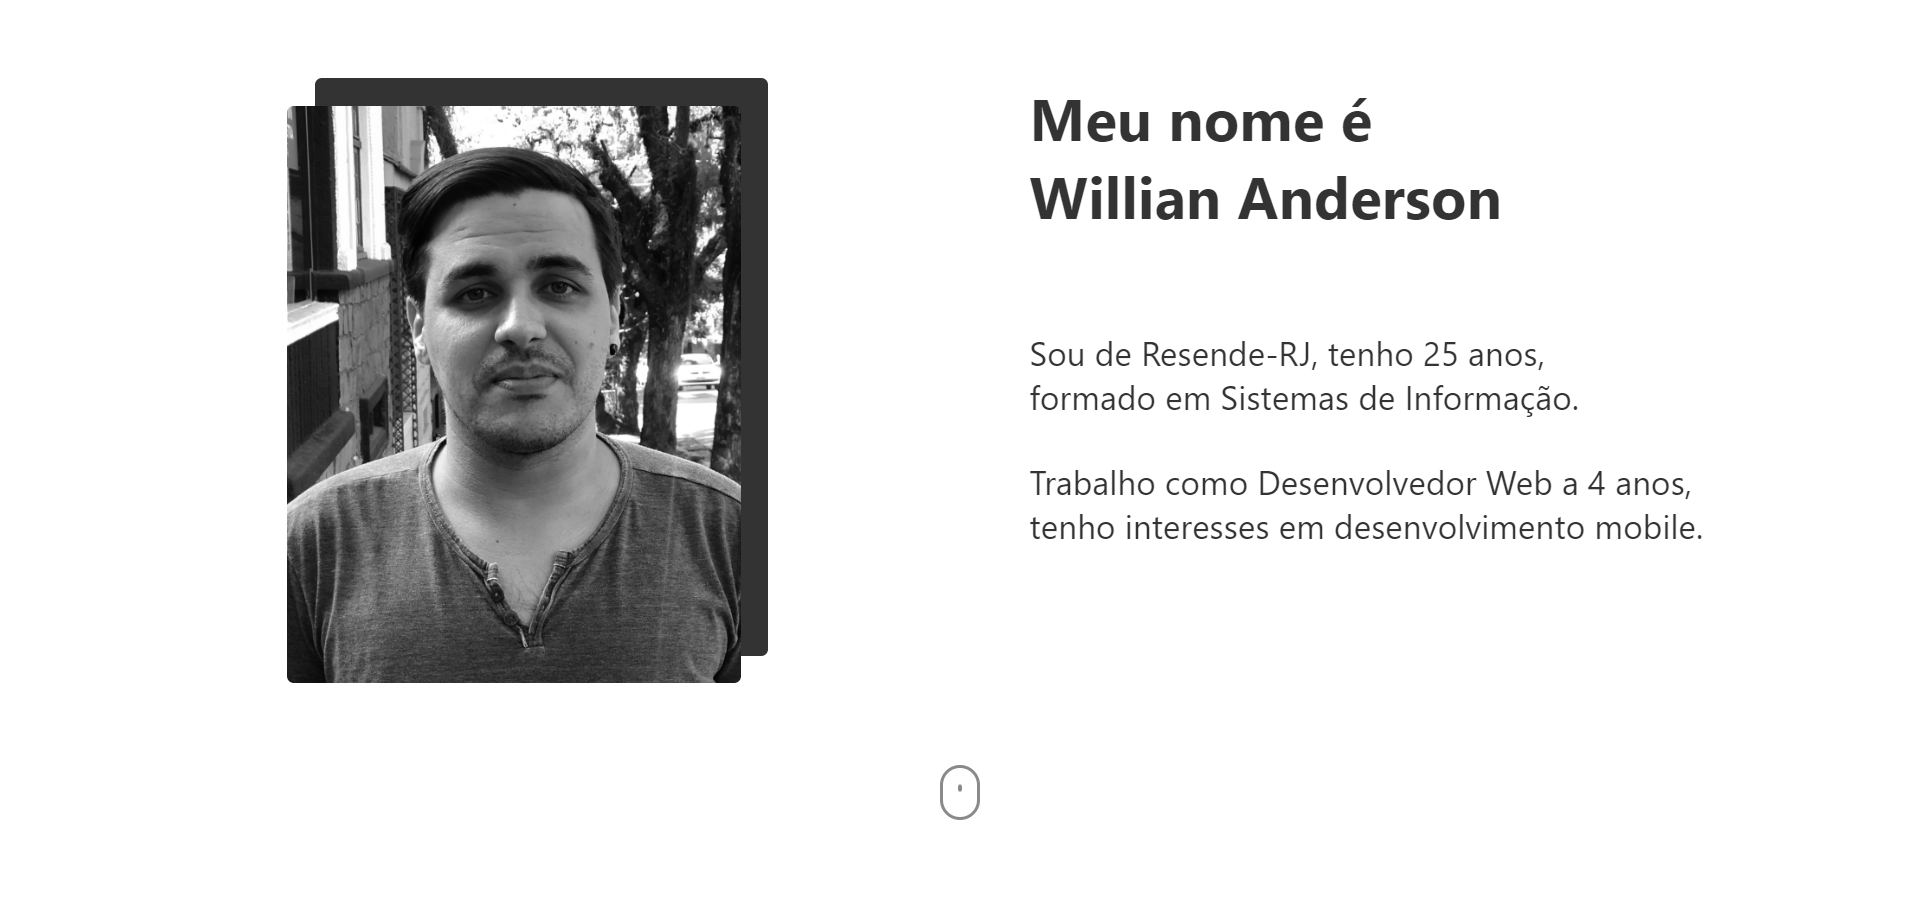 Meu nome é
Willian Anderson
Sou de Resende-RJ, tenho 25 anos,
formado em Sistemas de Informação.
Trabalho como Desenvolvedor Web a 4 anos,
tenho interesses em desenvolvimento mobile.